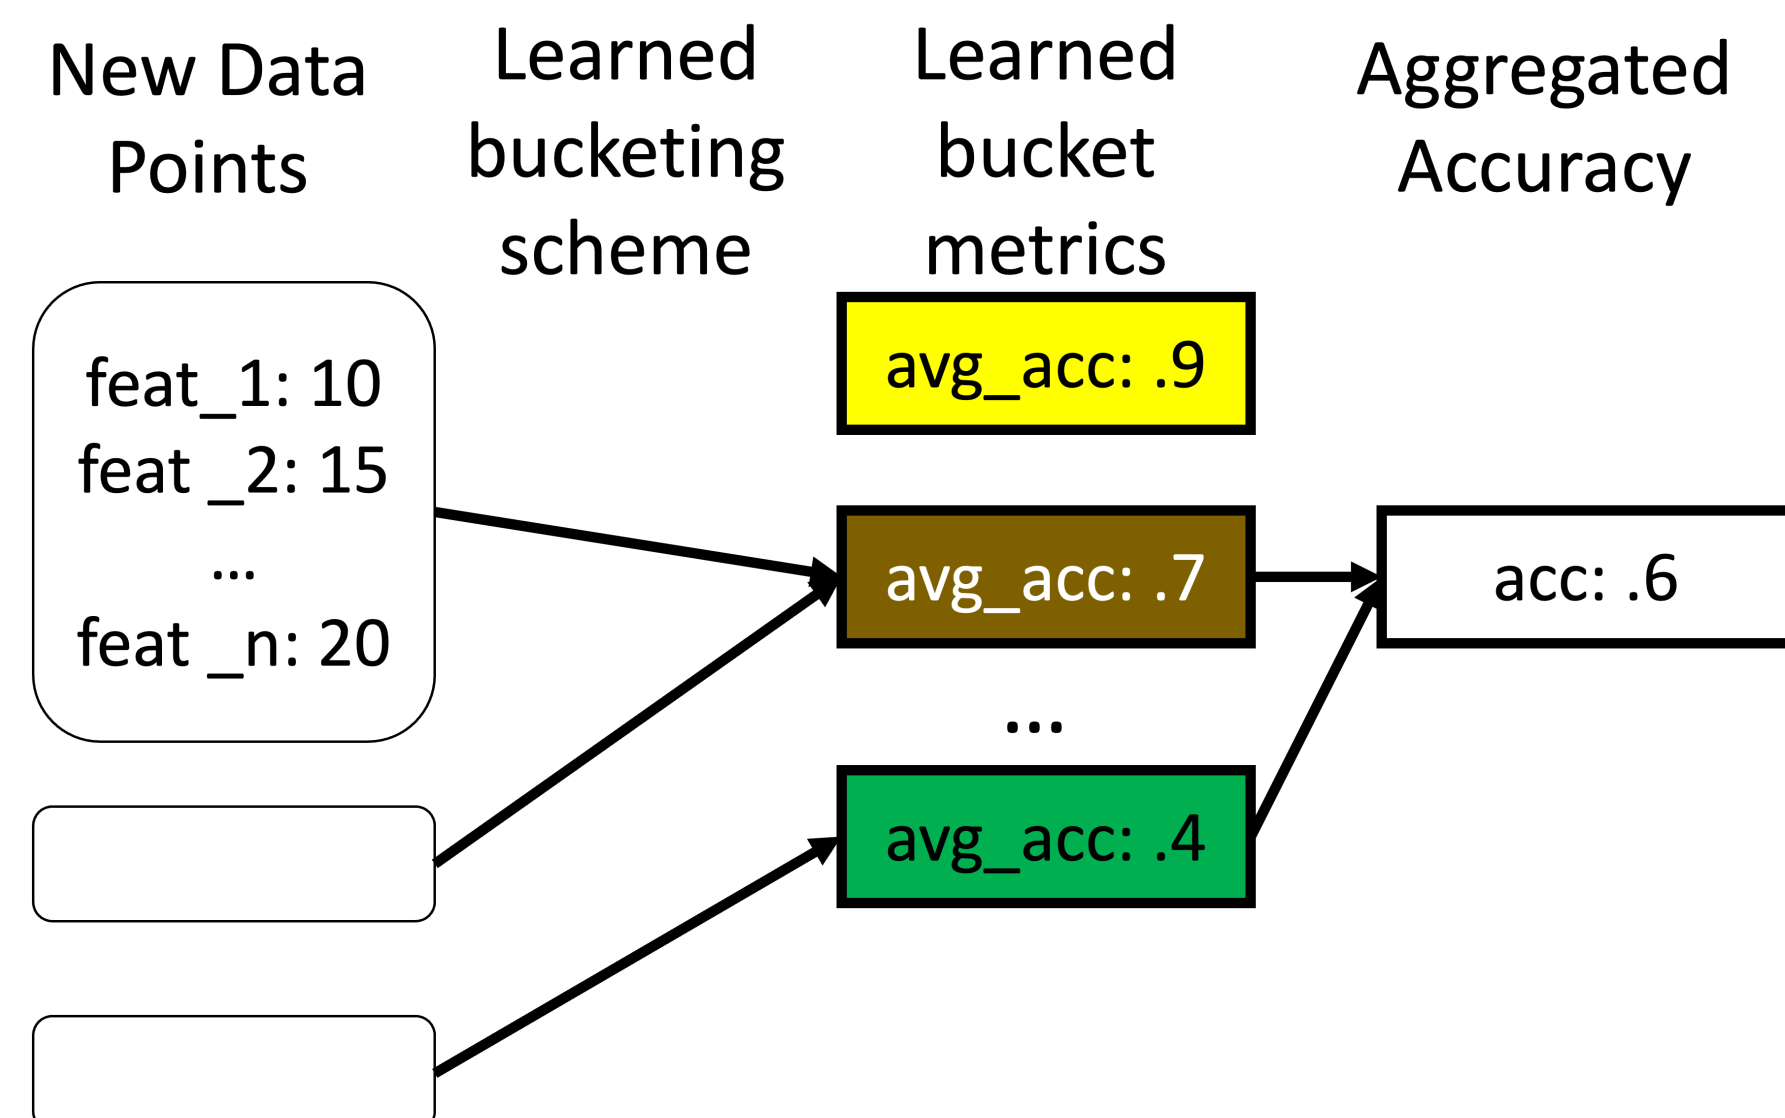 New Data
Points
Learned
bucketing
scheme
Learned
bucket
metrics
Aggregated
Accuracy
feat_1: 10
feat _2: 15
...
feat _n: 20
avg_acc: .9
avg_acc: .7
...
avg_acc: .4
acc: .6